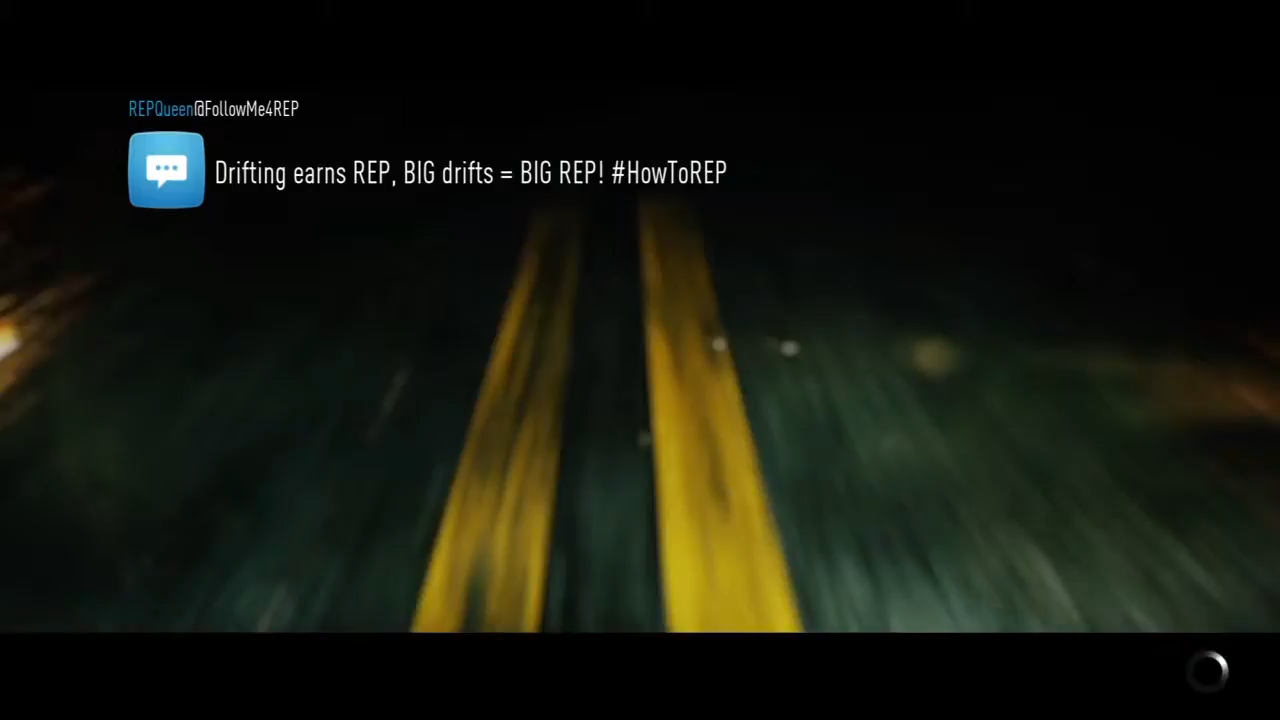 REPQueen@FollowMe4REP
Drifting earns REP, BIG drifts = BIG REP! #HowToREP